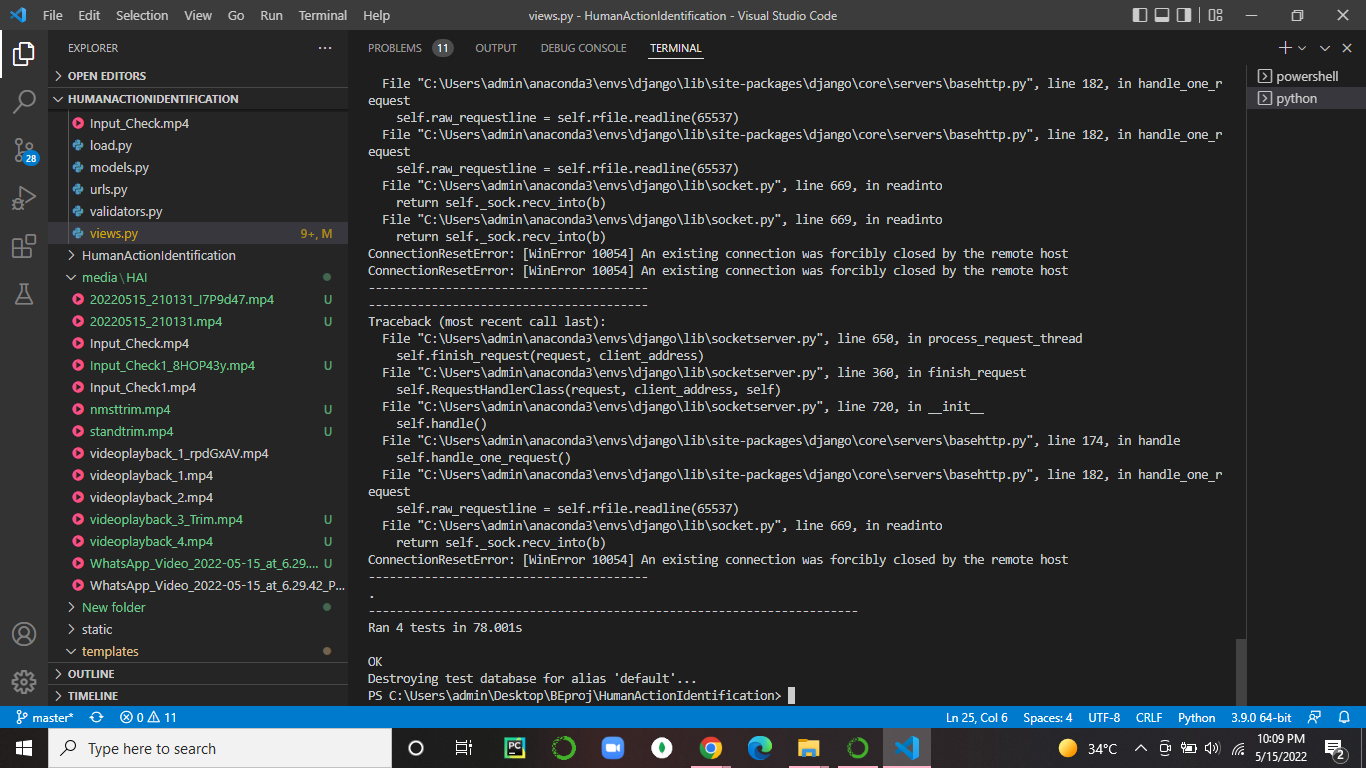 File Edit Selection View Go Run Terminal Help
views.py - HumanActionIdentification - Visual Studio Code
EXPLORER
OPEN EDITORS
HUMANACTIONIDENTIFICATION
Input_Check.mp4
load.py
models.py
urls.py
validators.py
views.py 9+, M
HumanActionIdentification
media\HAI
20220515_210131_I7P9d47.mp4 U
20220515_210131.mp4 U
Input_Check.mp4
Input_Check1_8HOP43y.mp4 U
Input_Check1.mp4
nmsttrim.mp4 U
standtrim.mp4 U
videoplayback_1_rpdGxAV.mp4
videoplayback_1.mp4
videoplayback_2.mp4
videoplayback_3_Trim.mp4 U
videoplayback_4.mp4 U
WhatsApp_Video_2022-05-15_at_6.29.... U
WhatsApp_Video_2022-05-15_at_6.29.42_P...
New folder
static
templates
OUTLINE
TIMELINE
28
PROBLEMS 11 OUTPUT DEBUG CONSOLE TERMINAL
powershell
python
File "C:\Users\admin\anaconda3\envs\django\lib\site-packages\django\core\servers\basehttp.py", line 182, in handle_one_r
equest
self.raw_requestline = self.rfile.readline(65537)
File "C:\Users\admin\anaconda3\envs\django\lib\site-packages\django\core\servers\basehttp.py", line 182, in handle_one_r
equest
self.raw_requestline = self.rfile.readline(65537)
File "C:\Users\admin\anaconda3\envs\django\lib\socket.py", line 669, in readinto
return self._sock.recv_into(b)
File "C:\Users\admin\anaconda3\envs\django\lib\socket.py", line 669, in readinto
return self._sock.recv_into(b)
ConnectionResetError: [WinError 10054] An existing connection was forcibly closed by the remote host
ConnectionResetError: [WinError 10054] An existing connection was forcibly closed by the remote host
----------------------------------------
----------------------------------------
Traceback (most recent call last):
File "C:\Users\admin\anaconda3\envs\django\lib\socketserver.py", line 650, in process_request_thread
self.finish_request(request, client_address)
File "C:\Users\admin\anaconda3\envs\django\lib\socketserver.py", line 360, in finish_request
self.RequestHandlerClass(request, client_address, self)
File "C:\Users\admin\anaconda3\envs\django\lib\socketserver.py", line 720, in __init__
self.handle()
File "C:\Users\admin\anaconda3\envs\django\lib\site-packages\django\core\servers\basehttp.py", line 174, in handle
self.handle_one_request()
File "C:\Users\admin\anaconda3\envs\django\lib\site-packages\django\core\servers\basehttp.py", line 182, in handle_one_r
equest
self.raw_requestline = self.rfile.readline(65537)
File "C:\Users\admin\anaconda3\envs\django\lib\socket.py", line 669, in readinto
return self._sock.recv_into(b)
ConnectionResetError: [WinError 10054] An existing connection was forcibly closed by the remote host
----------------------------------------
.
----------------------------------------------------------------------
Ran 4 tests in 78.001s
OK
Destroying test database for alias 'default'...
PS C:\Users\admin\Desktop\BEproj\HumanActionIdentification>
master* 0 11 Ln 25, Col 6 Spaces: 4 UTF-8 CRLF Python 3.9.0 64-bit
Type here to search
PC
34°C
10:09 PM
5/15/2022
2